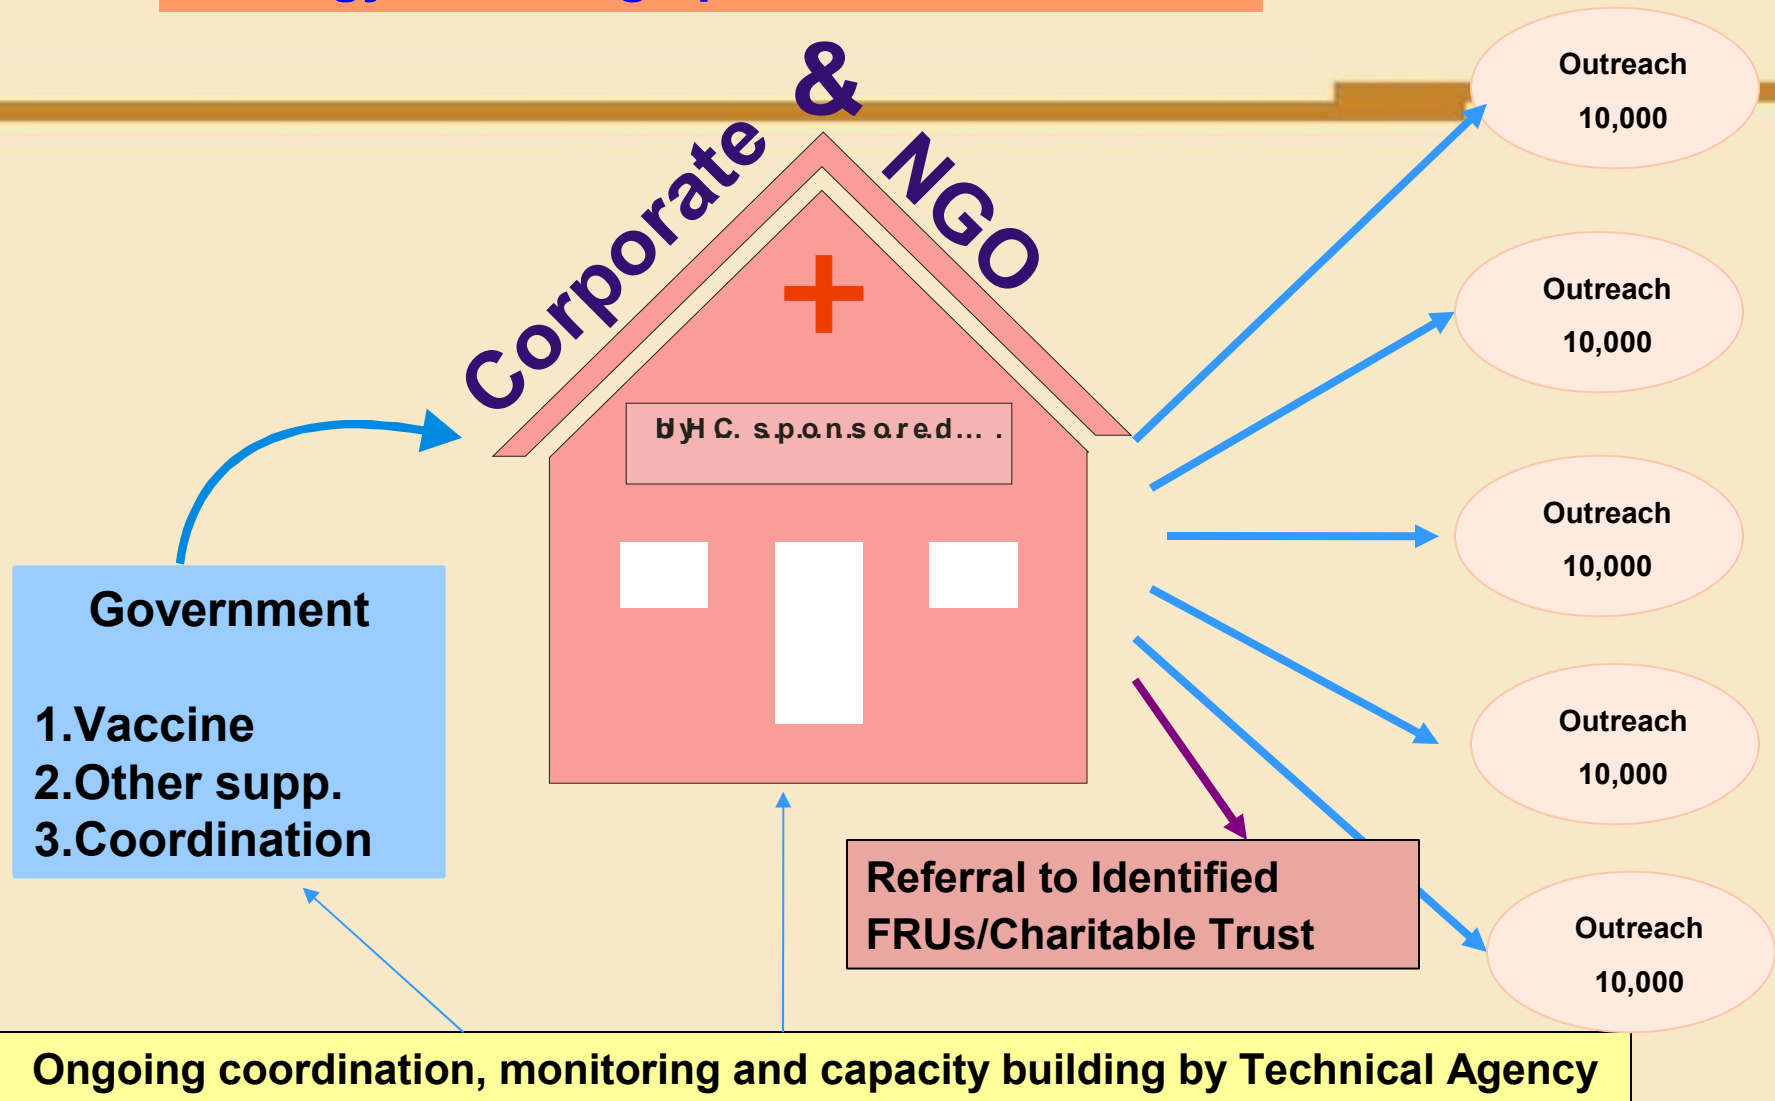 Corporate & NGO
Outreach
10,000
Outreach
10,000
Outreach
10,000
Outreach
10,000
Outreach
10,000
sponsored
Government
1.Vaccine
2.Other supp.
3.Coordination
Referral to Identified
FRUs/Charitable Trust
Ongoing coordination, monitoring and capacity building by Technical Agency